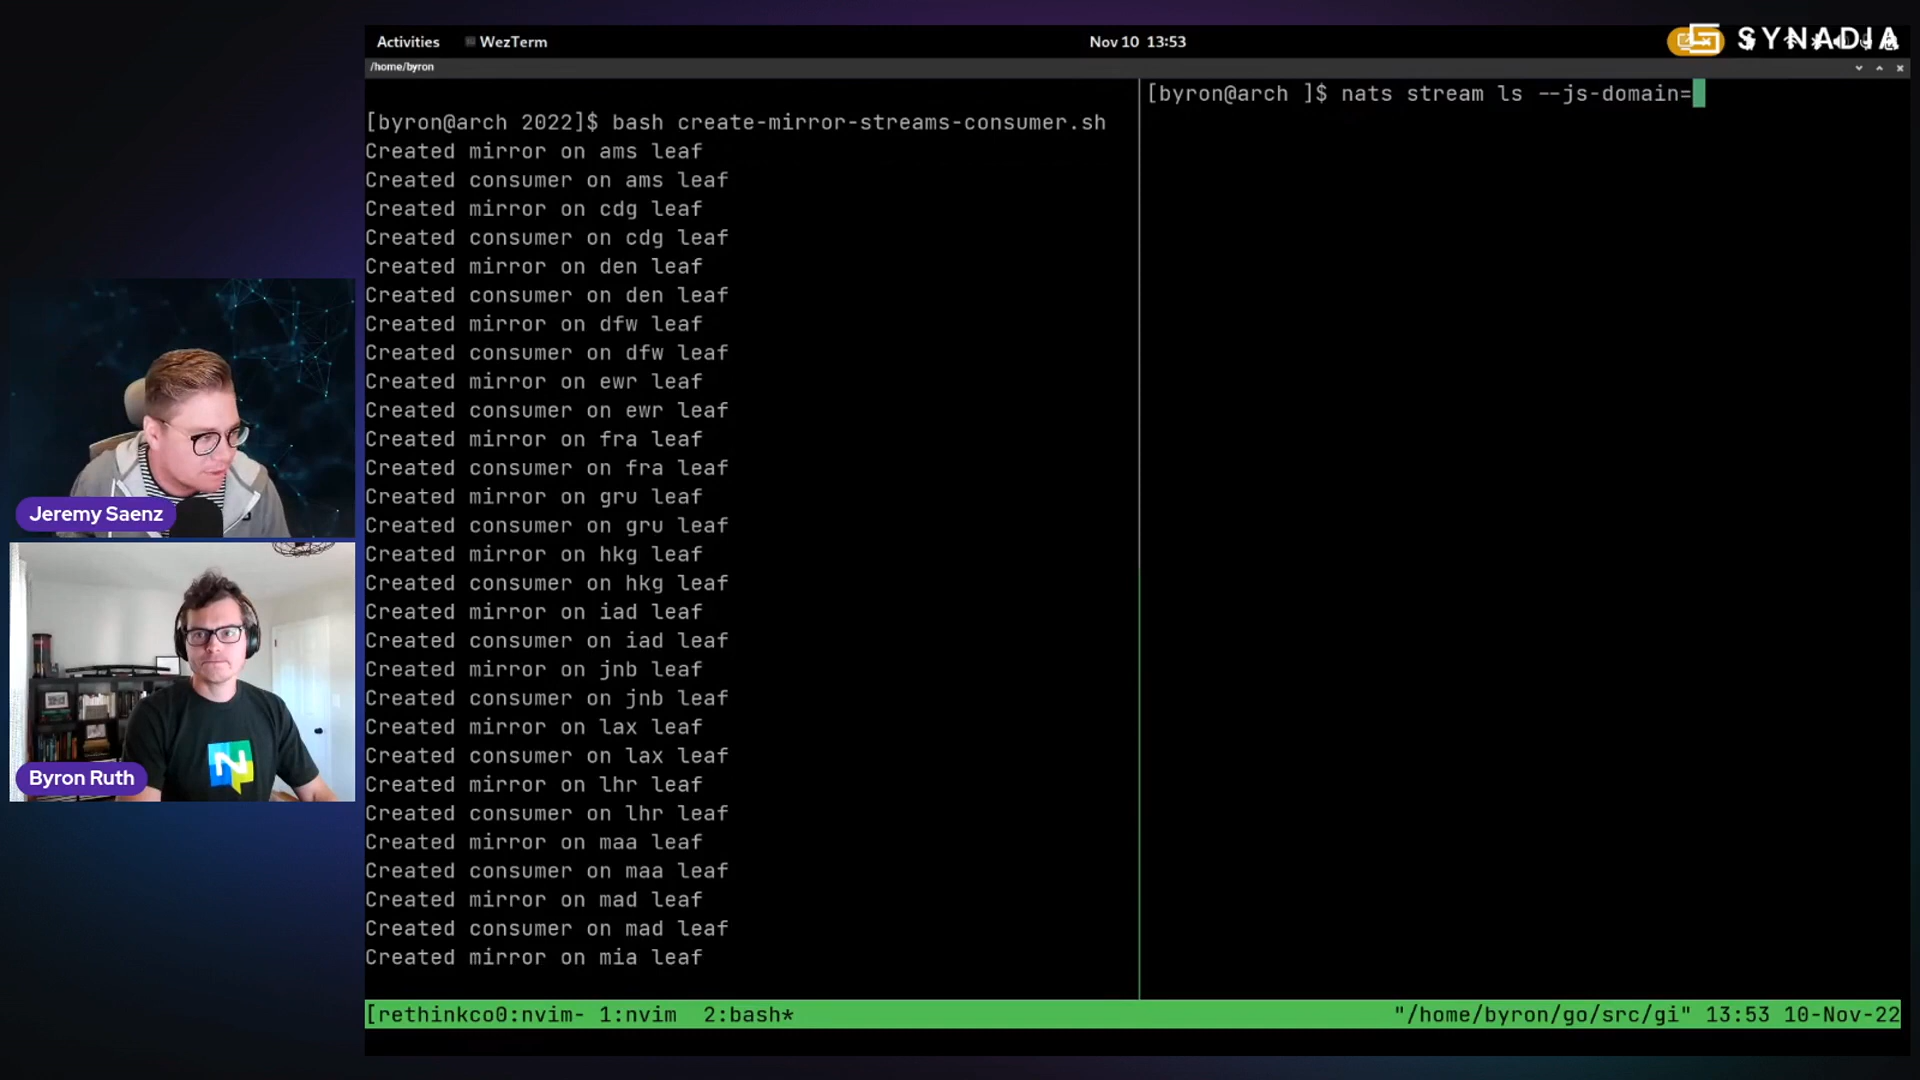 Activities WezTerm
Nov 10 13:53
SYNADIA
/home/byron
[byron@arch 2022]$ bash create-mirror-streams-consumer.sh
Created mirror on ams leaf
Created consumer on ams leaf
Created mirror on cdg leaf
Created consumer on cdg leaf
Created mirror on den leaf
Created consumer on den leaf
Created mirror on dfw leaf
Created consumer on dfw leaf
Created mirror on ewr leaf
Created consumer on ewr leaf
Created mirror on fra leaf
Created consumer on fra leaf
Created mirror on gru leaf
Created consumer on gru leaf
Created mirror on hkg leaf
Created consumer on hkg leaf
Created mirror on iad leaf
Created consumer on iad leaf
Created mirror on jnb leaf
Created consumer on jnb leaf
Created mirror on lax leaf
Created consumer on lax leaf
Created mirror on lhr leaf
Created consumer on lhr leaf
Created mirror on maa leaf
Created consumer on maa leaf
Created mirror on mad leaf
Created consumer on mad leaf
Created mirror on mia leaf
[byron@arch ]$ nats stream ls --js-domain=
[rethinkco0:nvim- 1:nvim 2:bash*
"/home/byron/go/src/gi" 13:53 10-Nov-22
Jeremy Saenz
N
Byron Ruth